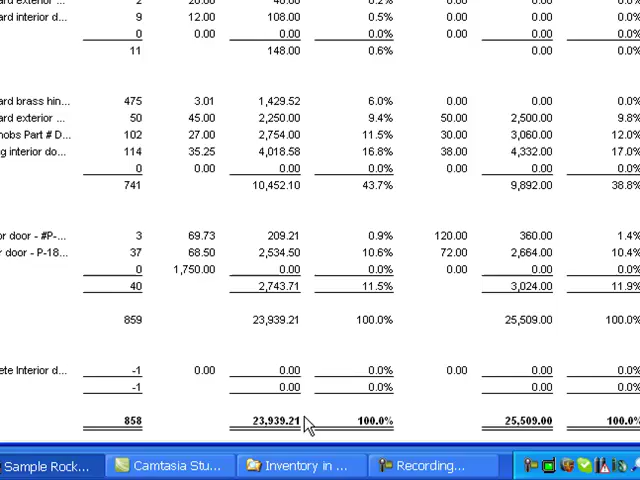 ard exterior ... 2 20.00 40.00 0.2% 0.00 0.00 0.0%
ard interior d... 9 12.00 108.00 0.5% 0.00 0.00 0.0%
0 0.00 0.00 0.0% 0.00 0.00 0.0%
11 148.00 0.6% 0.00 0.0%
ard brass hin... 475 3.01 1,429.52 6.0% 0.00 0.00 0.0%
ard exterior ... 50 45.00 2,250.00 9.4% 50.00 2,500.00 9.8%
nobs Part # D... 102 27.00 2,754.00 11.5% 30.00 3,060.00 12.0%
g interior do... 114 35.25 4,018.58 16.8% 38.00 4,332.00 17.0%
0 0.00 0.00 0.0% 0.00 0.00 0.0%
741 10,452.10 43.7% 9,892.00 38.8%
or door - #P-... 3 69.73 209.21 0.9% 120.00 360.00 1.4%
r door - P-18... 37 68.50 2,534.50 10.6% 72.00 2,664.00 10.4%
0 1,750.00 0.00 0.0% 0.00 0.00 0.0%
40 2,743.71 11.5% 3,024.00 11.9%
859 23,939.21 100.0% 25,509.00 100.0%
ete Interior d... -1 0.00 0.00 0.0% 0.00 0.00 0.0%
-1 0.00 0.0% 0.00 0.0%
858 23,939.21 100.0% 25,509.00 100.0%
Sample Rock... Camtasia Stu... Inventory in ... Recording...